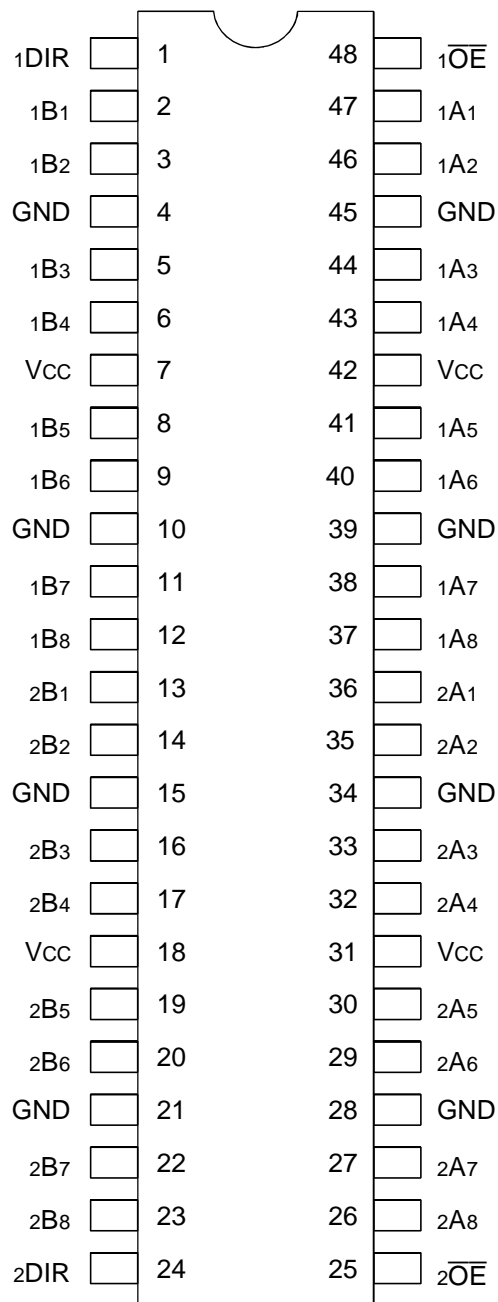 1DIR 1 48 1OE
1B1 2 47 1A1
1B2 3 46 1A2
GND 4 45 GND
1B3 5 44 1A3
1B4 6 43 1A4
VCC 7 42 VCC
1B5 8 41 1A5
1B6 9 40 1A6
GND 10 39 GND
1B7 11 38 1A7
1B8 12 37 1A8
2B1 13 36 2A1
2B2 14 35 2A2
GND 15 34 GND
2B3 16 33 2A3
2B4 17 32 2A4
VCC 18 31 VCC
2B5 19 30 2A5
2B6 20 29 2A6
GND 21 28 GND
2B7 22 27 2A7
2B8 23 26 2A8
2DIR 24 25 2OE